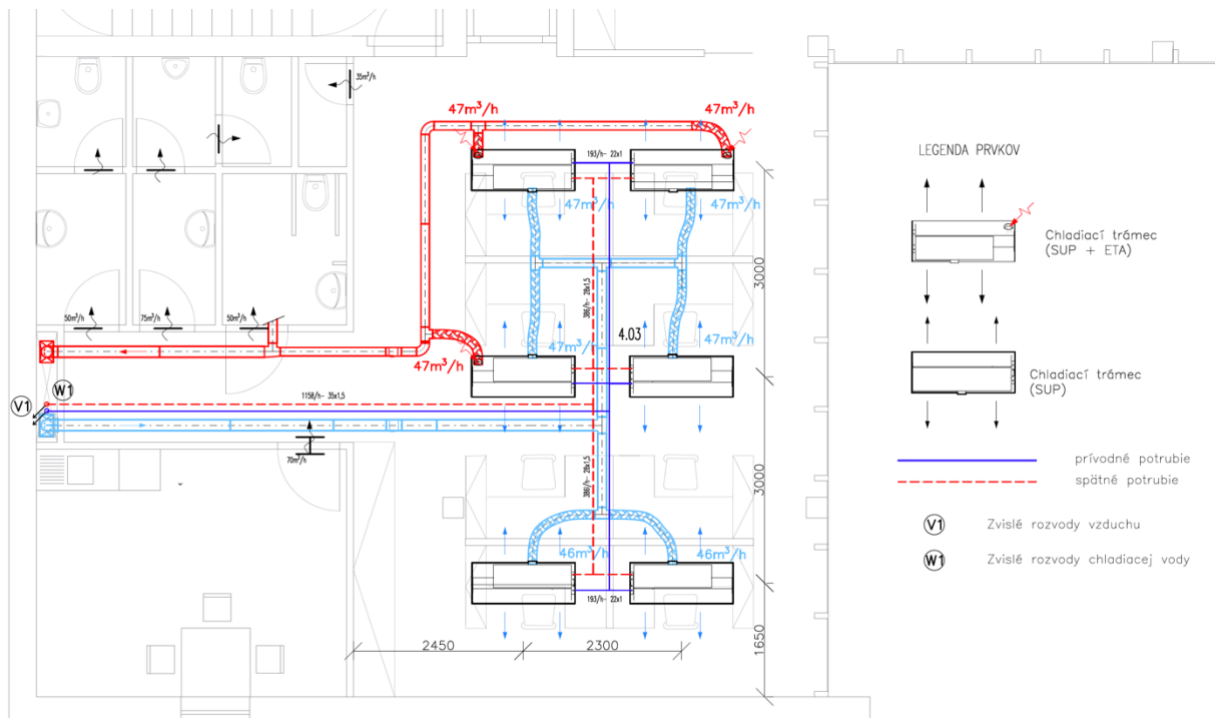 35m³/h
47m³/h
47m³/h
193/h- 22x1
47m³/h
47m³/h
386/h- 28x1,5
3000
4.03
50m³/h
75m³/h
50m³/h
47m³/h
47m³/h
47m³/h
W1
V1
1158/h- 35x1,5
70m³/h
386/h- 28x1,5
3000
46m³/h
46m³/h
193/h- 22x1
1650
2450
2300
LEGENDA PRVKOV
Chladiací trámec
(SUP + ETA)
Chladiací trámec
(SUP)
prívodné potrubie
spätné potrubie
V1 Zvislé rozvody vzduchu
W1 Zvislé rozvody chladiacej vody